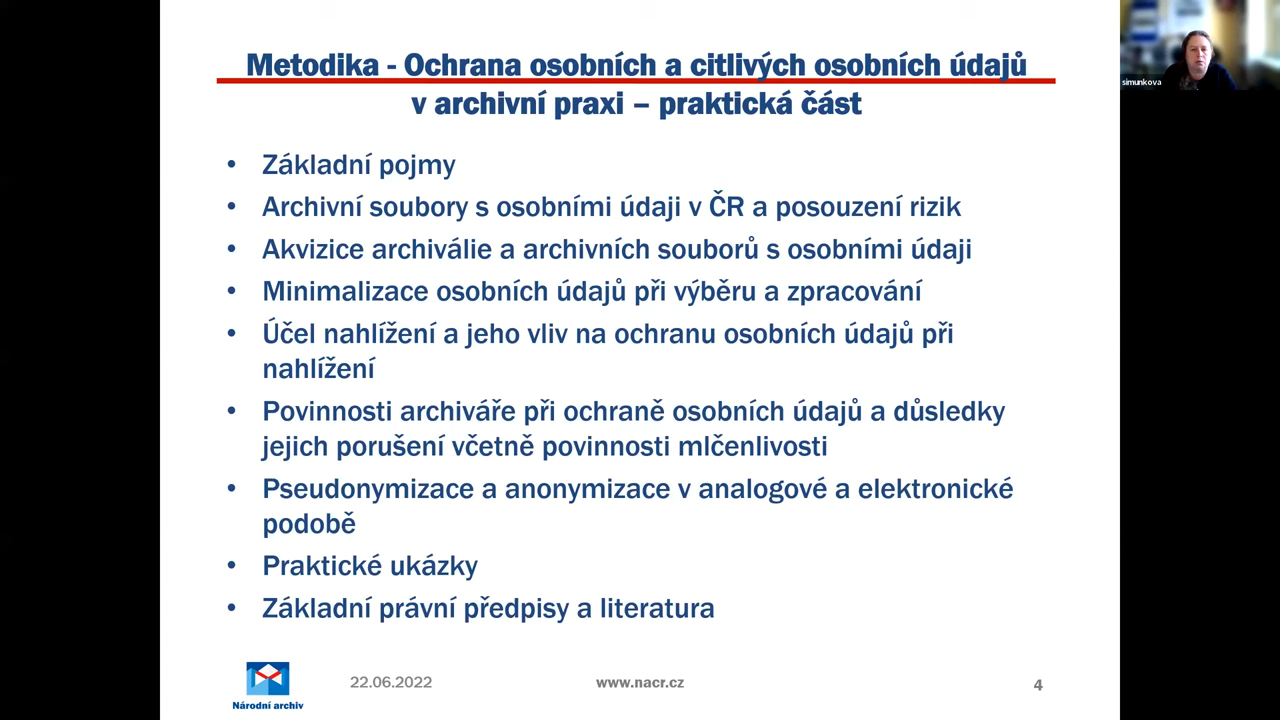 Metodika - Ochrana osobních a citlivých osobních údajů
v archivní praxi – praktická část
simunkova
• Základní pojmy
• Archivní soubory s osobními údaji v ČR a posouzení rizik
• Akvizice archiválie a archivních souborů s osobními údaji
• Minimalizace osobních údajů při výběru a zpracování
• Účel nahlížení a jeho vliv na ochranu osobních údajů při
nahlížení
• Povinnosti archiváře při ochraně osobních údajů a důsledky
jejich porušení včetně povinnosti mlčenlivosti
• Pseudonymizace a anonymizace v analogové a elektronické
podobě
• Praktické ukázky
• Základní právní předpisy a literatura
Národní archiv
22.06.2022
www.nacr.cz
4